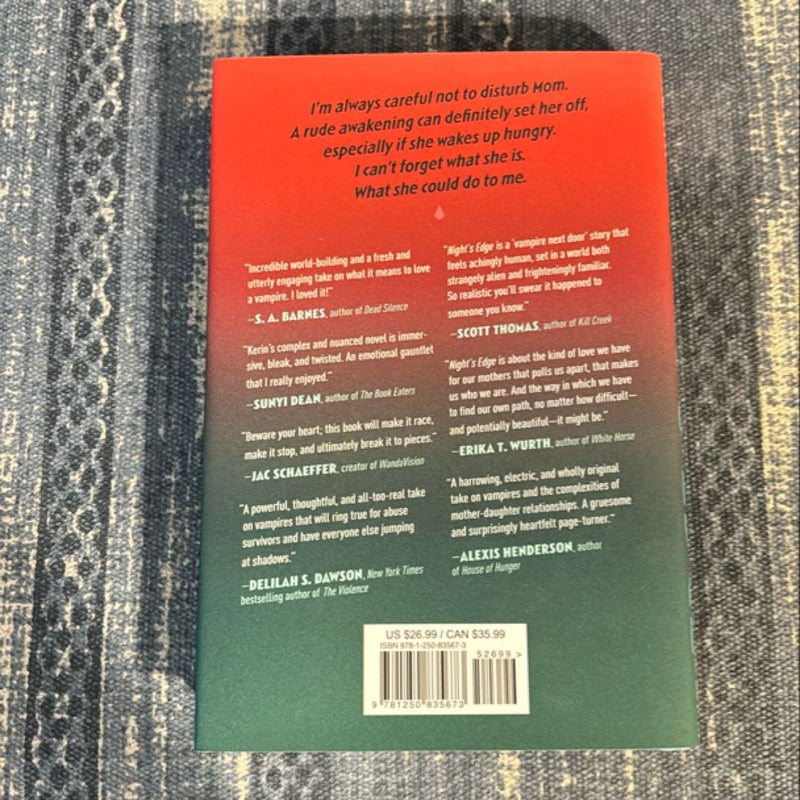 I'm always careful not to disturb Mom.
A rude awakening can definitely set her off,
especially if she wakes up hungry.
I can't forget what she is.
What she could do to me.
"Incredible world-building and a fresh and
utterly engaging take on what it means to love
a vampire. I loved it!"
—S. A. BARNES, author of Dead Silence
"Kerin's complex and nuanced novel is immer-
sive, bleak, and twisted. An emotional gauntlet
that I really enjoyed."
—SUNYI DEAN, author of The Book Eaters
"Beware your heart; this book will make it race,
make it stop, and ultimately break it to pieces."
—JAC SCHAEFFER, creator of WandaVision
"A powerful, thoughtful, and all-too-real take
on vampires that will ring true for abuse
survivors and have everyone else jumping
at shadows."
—DELILAH S. DAWSON, New York Times
bestselling author of The Violence
"Night's Edge is a 'vampire next door' story that
feels achingly human, set in a world both
strangely alien and frighteningly familiar.
So realistic you'll swear it happened to
someone you know."
—SCOTT THOMAS, author of Kill Creek
"Night's Edge is about the kind of love we have
for our mothers that pulls us apart, that makes
us who we are. And the way in which we have
to find our own path, no matter how difficult—
and potentially beautiful—it might be."
—ERIKA T. WURTH, author of White Horse
"A harrowing, electric, and wholly original
take on vampires and the complexities of
mother-daughter relationships. A gruesome
and surprisingly heartfelt page-turner."
—ALEXIS HENDERSON, author
of House of Hunger
US $26.99 / CAN $35.99
ISBN 978-1-250-83567-3
52699>
9 781250 835673